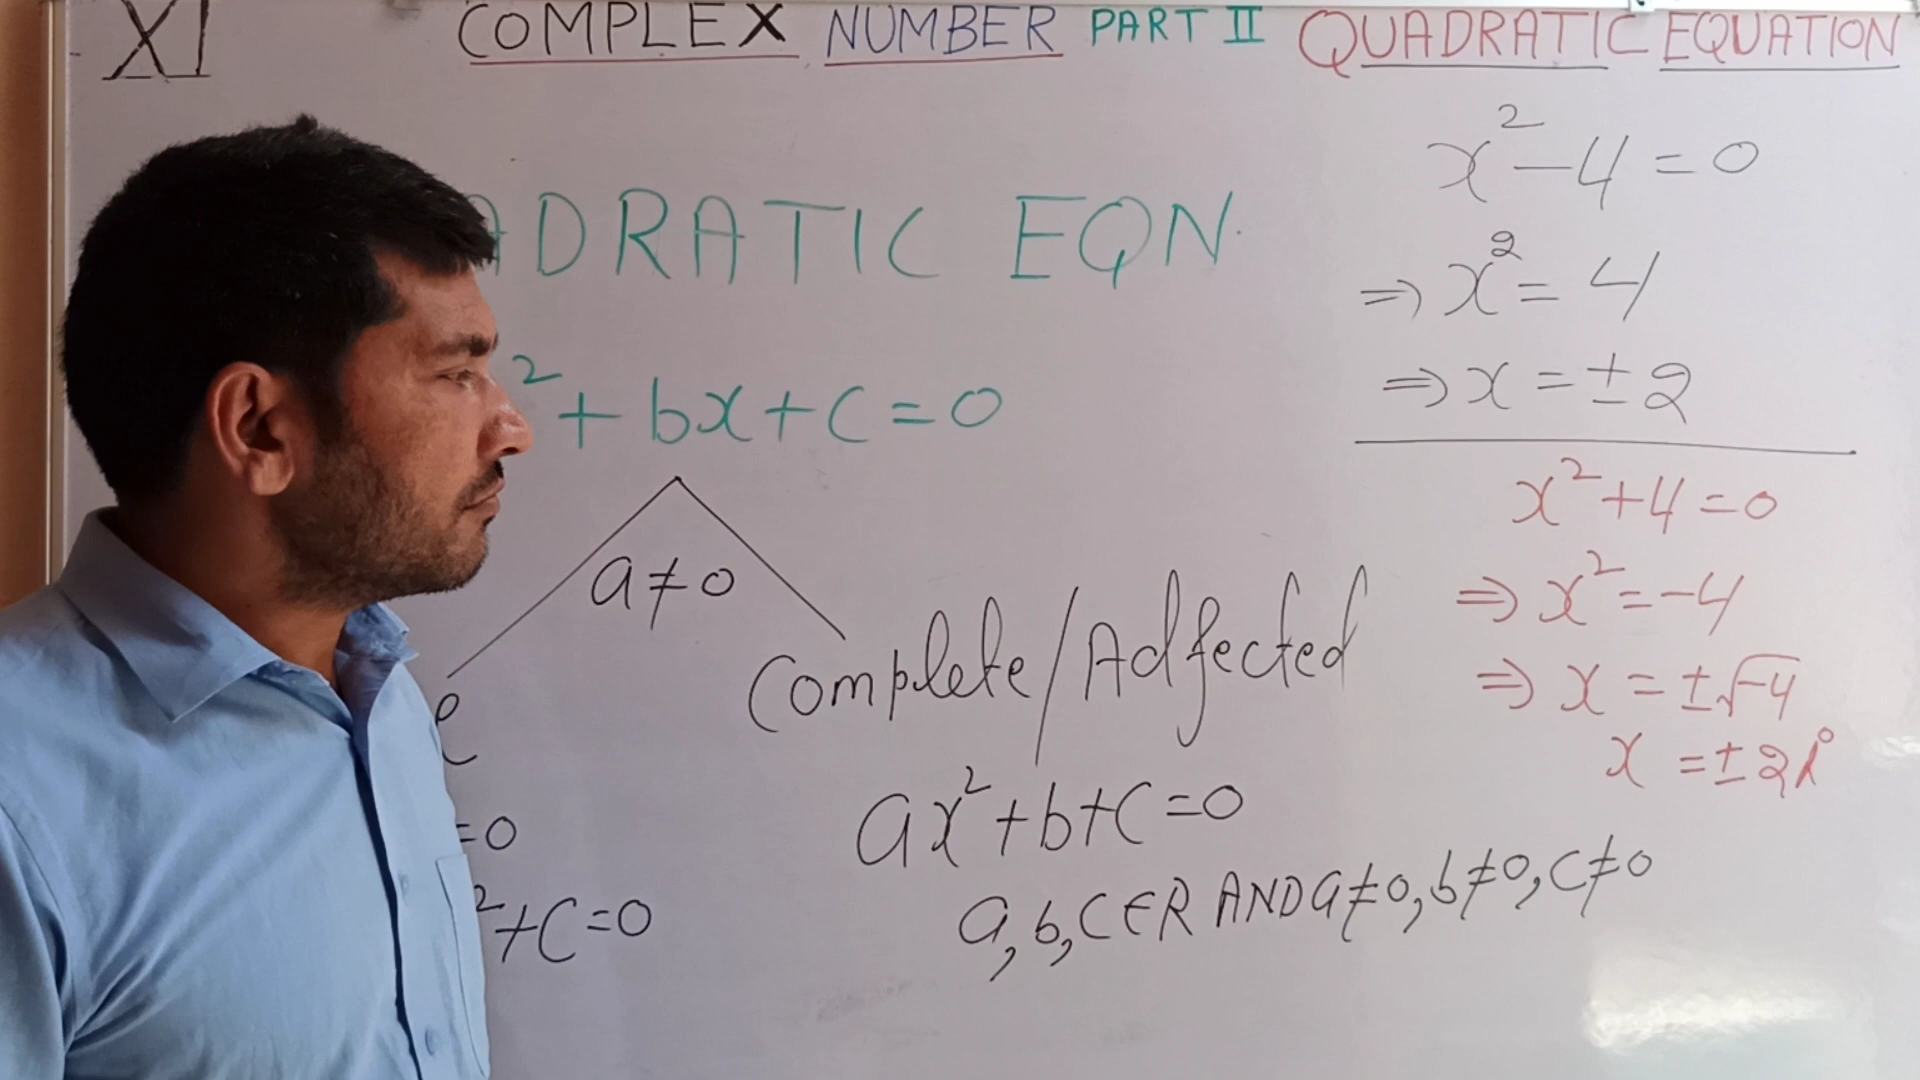 XI COMPLEX NUMBER PART II QUADRATIC EQUATION
ADRATIC EQN.
² + bx + c = 0
a ≠ 0
Complete/Adfected
=0
²+C=0
ax²+b+c=0
a, b, C ∈ R AND a≠0, b≠0, C≠0
x² - 4 = 0
⇒ x² = 4
⇒ x = ± 2
x² + 4 = 0
⇒ x² = -4
⇒ x = ±√-4
x = ± 2i